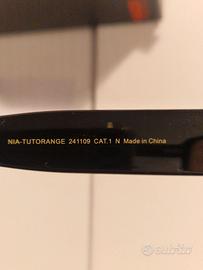 NIA-TUTORANGE 241109 CAT.1 N Made in China
subito